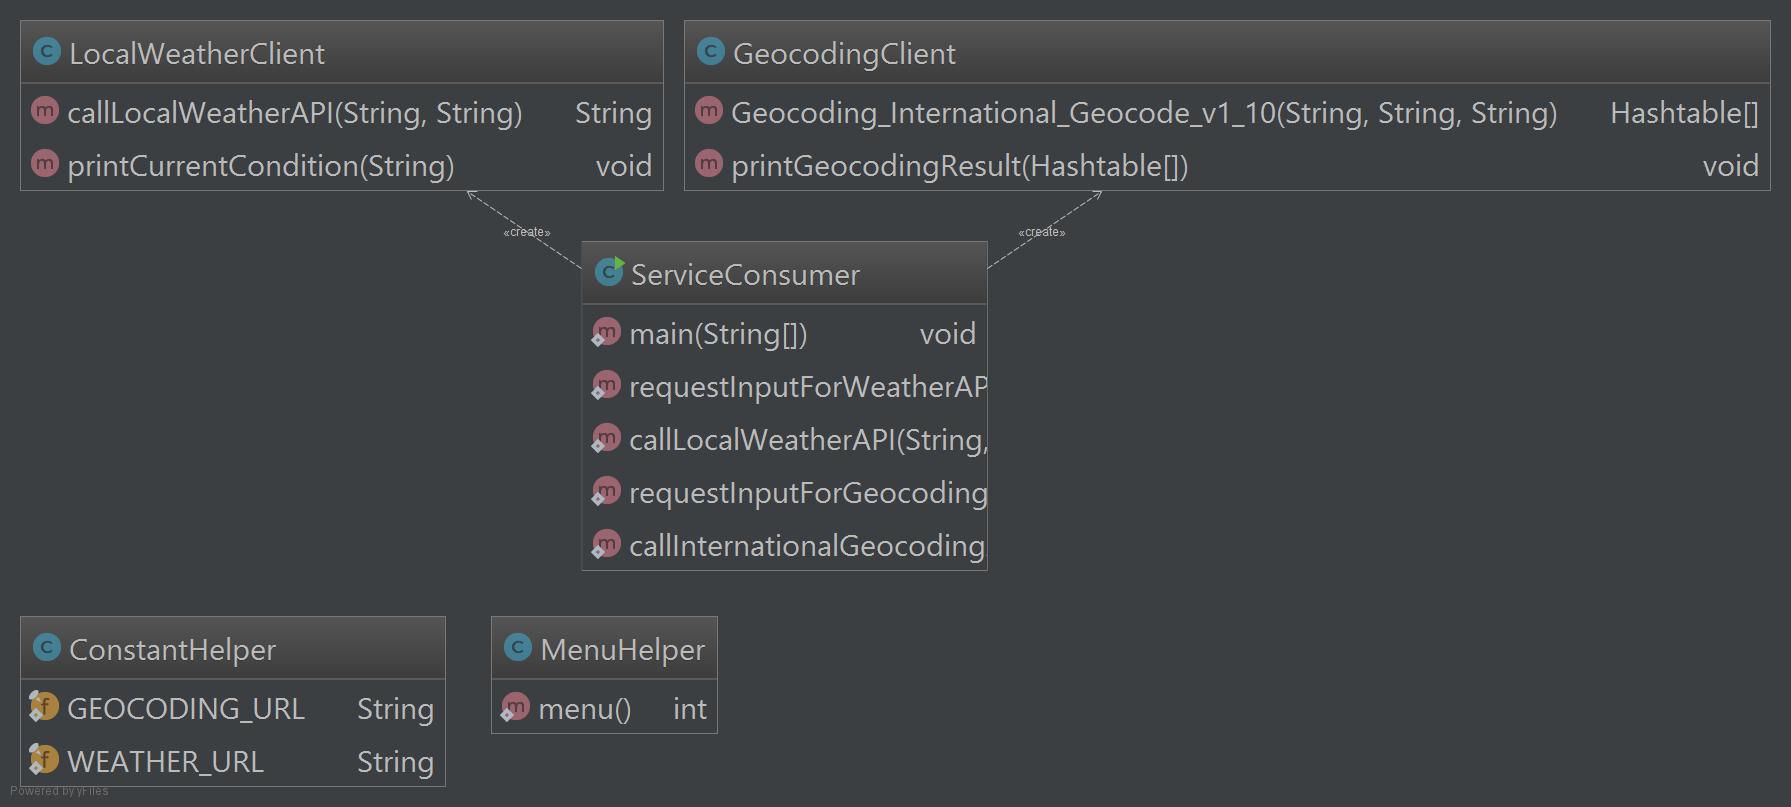 LocalWeatherClient
callLocalWeatherAPI(String, String) String
printCurrentCondition(String) void
GeocodingClient
Geocoding_International_Geocode_v1_10(String, String, String) Hashtable[]
printGeocodingResult(Hashtable[]) void
«create»
«create»
ServiceConsumer
main(String[]) void
requestInputForWeatherAP
callLocalWeatherAPI(String,
requestInputForGeocoding
callInternationalGeocoding
ConstantHelper
GEOCODING_URL String
WEATHER_URL String
MenuHelper
menu() int
Powered by yFiles